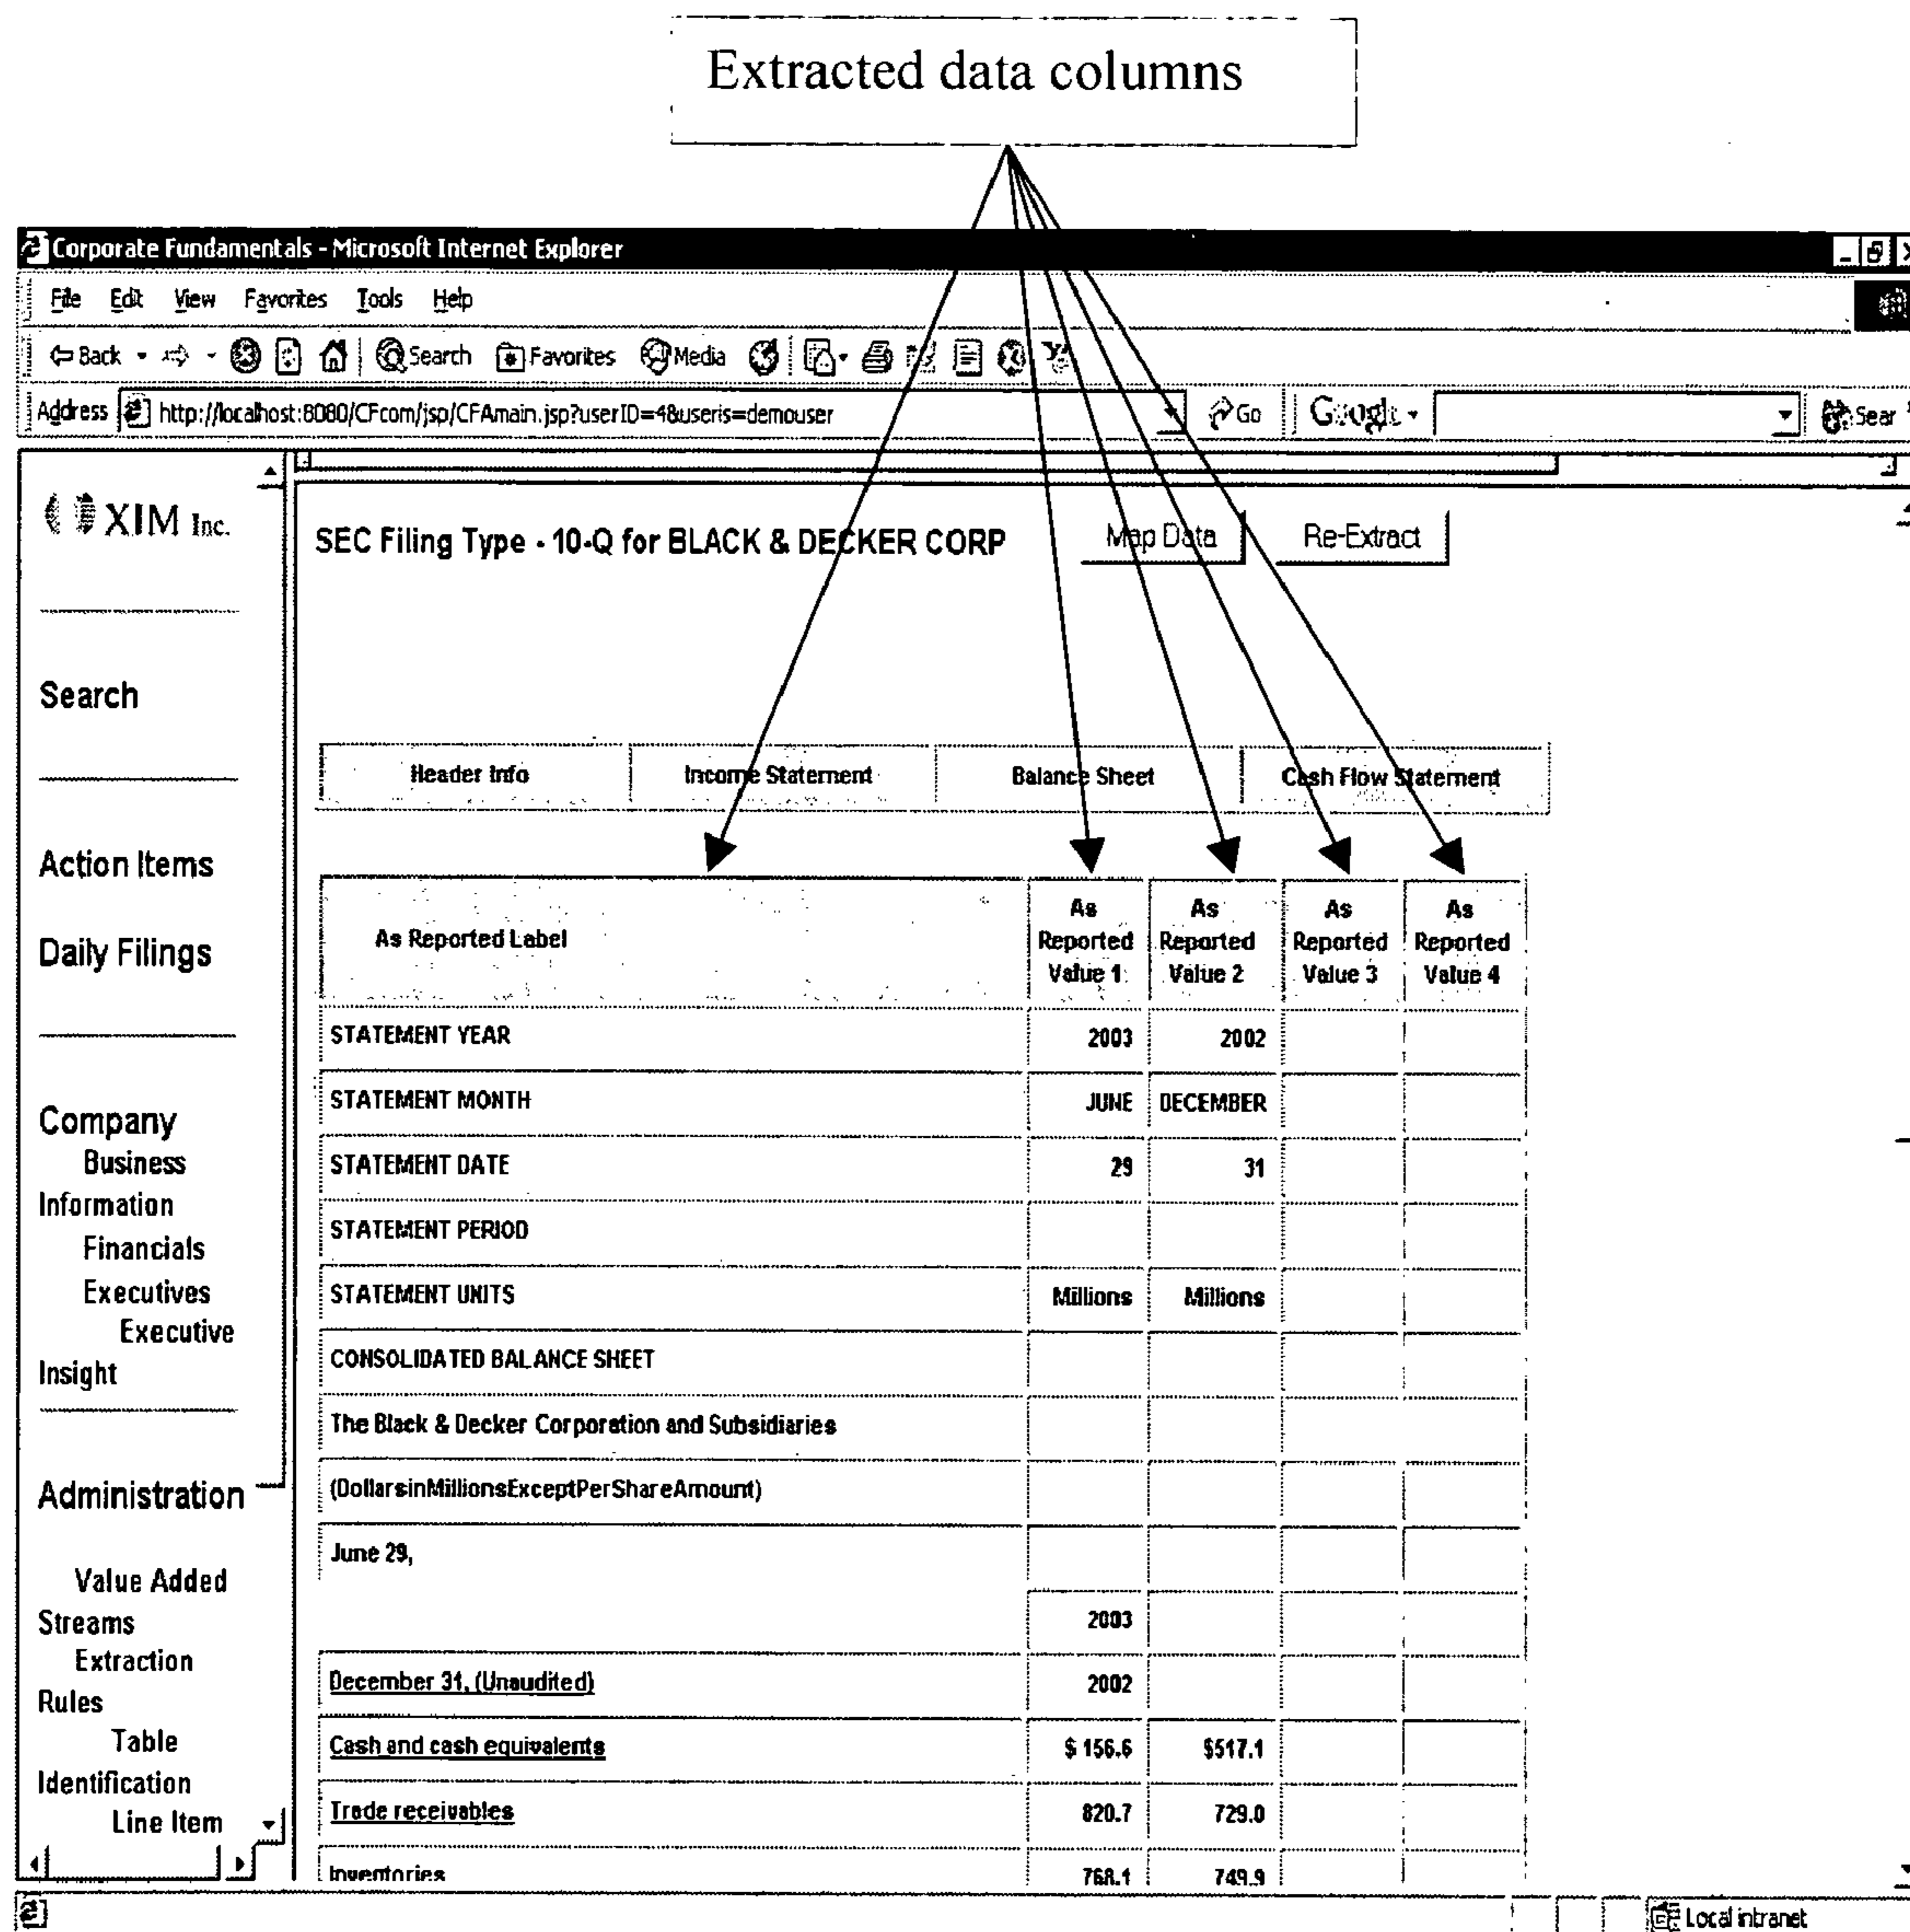 Extracted data columns
Corporate Fundamentals - Microsoft Internet Explorer
File Edit View Favorites Tools Help
Back Search Favorites Media
Address http://localhost:8080/CFcom/jsp/CFAmain.jsp?userID=4&useris=demouser Go Google Sear
XIM Inc.
SEC Filing Type - 10-Q for BLACK & DECKER CORP Map Data Re-Extract
Search
Action Items
Daily Filings
Company
Business
Information
Financials
Executives
Executive
Insight
Administration
Value Added
Streams
Extraction
Rules
Table
Identification
Line Item
Header Info Income Statement Balance Sheet Cash Flow Statement
As Reported Label As Reported Value 1 As Reported Value 2 As Reported Value 3 As Reported Value 4
STATEMENT YEAR 2003 2002
STATEMENT MONTH JUNE DECEMBER
STATEMENT DATE 29 31
STATEMENT PERIOD
STATEMENT UNITS Millions Millions
CONSOLIDATED BALANCE SHEET
The Black & Decker Corporation and Subsidiaries
(DollarsinMillionsExceptPerShareAmount)
June 29,
2003
December 31, (Unaudited) 2002
Cash and cash equivalents $ 156.6 $517.1
Trade receivables 820.7 729.0
Inventories 768.1 749.9
Local intranet